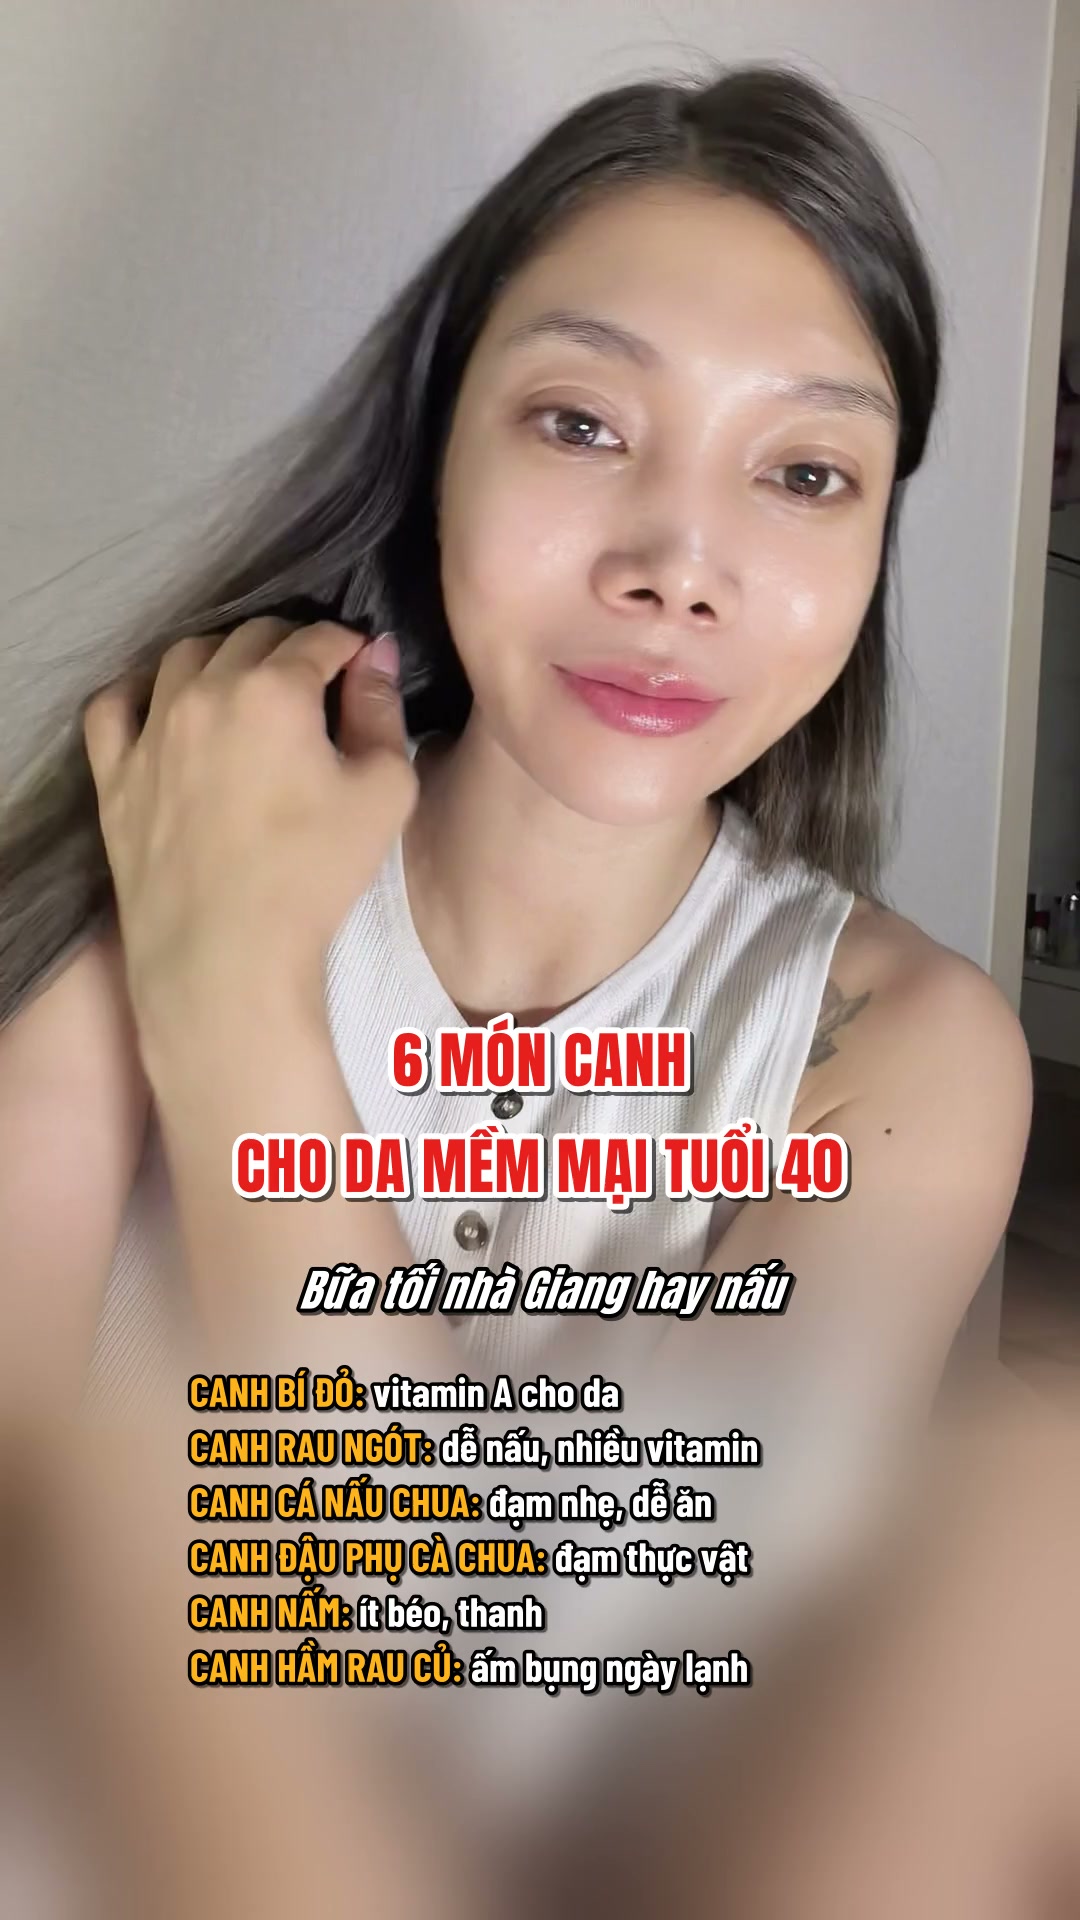 6 MÓN CANH
CHO DA MỀM MẠI TUỔI 40
Bữa tối nhà Giang hay nấu
CANH BÍ ĐỎ: vitamin A cho da
CANH RAU NGÓT: dễ nấu, nhiều vitamin
CANH CÁ NẤU CHUA: đạm nhẹ, dễ ăn
CANH ĐẬU PHỤ CÀ CHUA: đạm thực vật
CANH NẤM: ít béo, thanh
CANH HẦM RAU CỦ: ấm bụng ngày lạnh